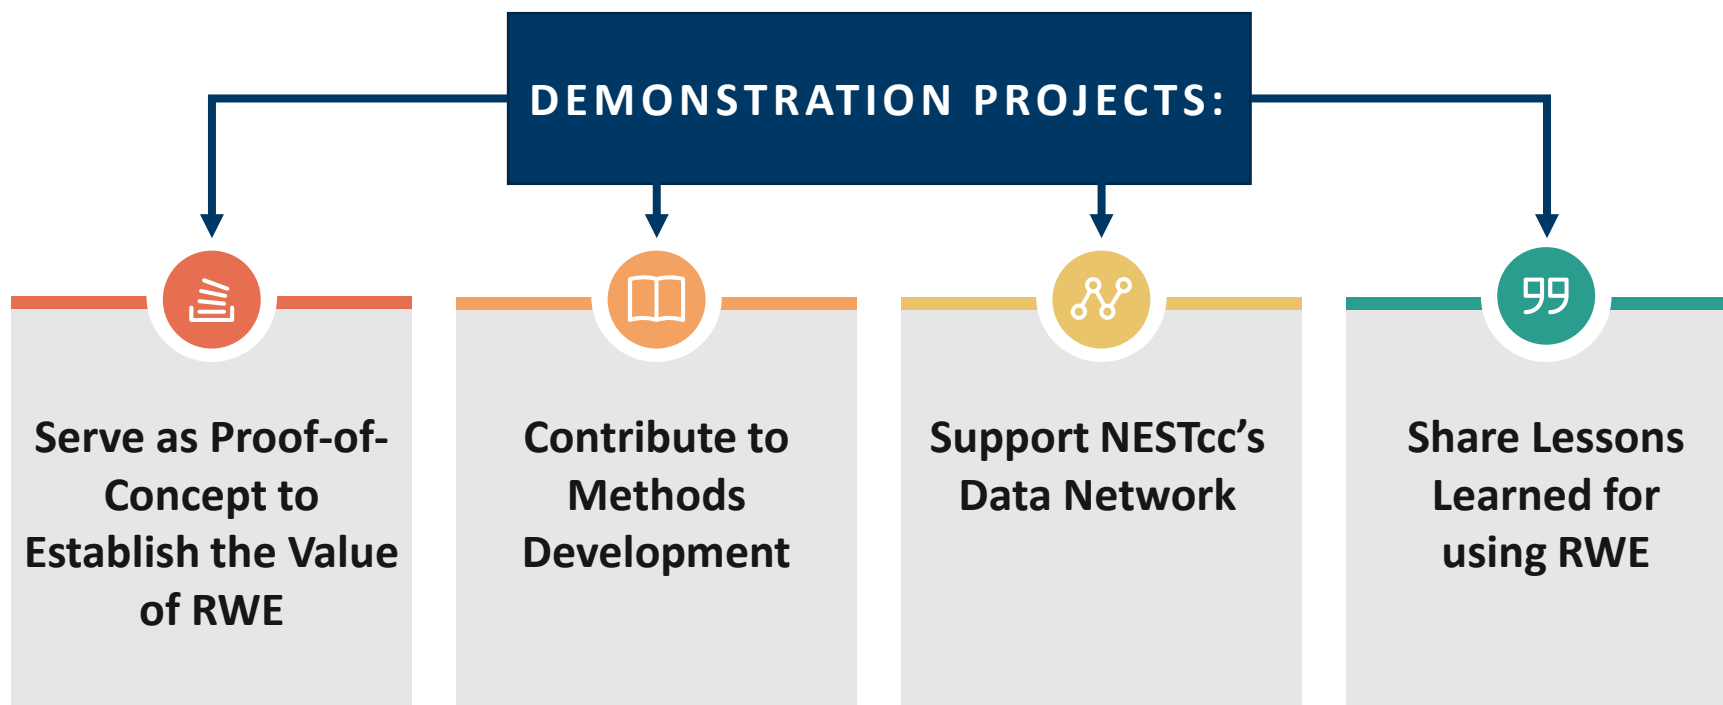 DEMONSTRATION PROJECTS:
Serve as Proof-of-
Concept to
Establish the Value
of RWE
Contribute to
Methods
Development
Support NESTcc’s
Data Network
Share Lessons
Learned for
using RWE